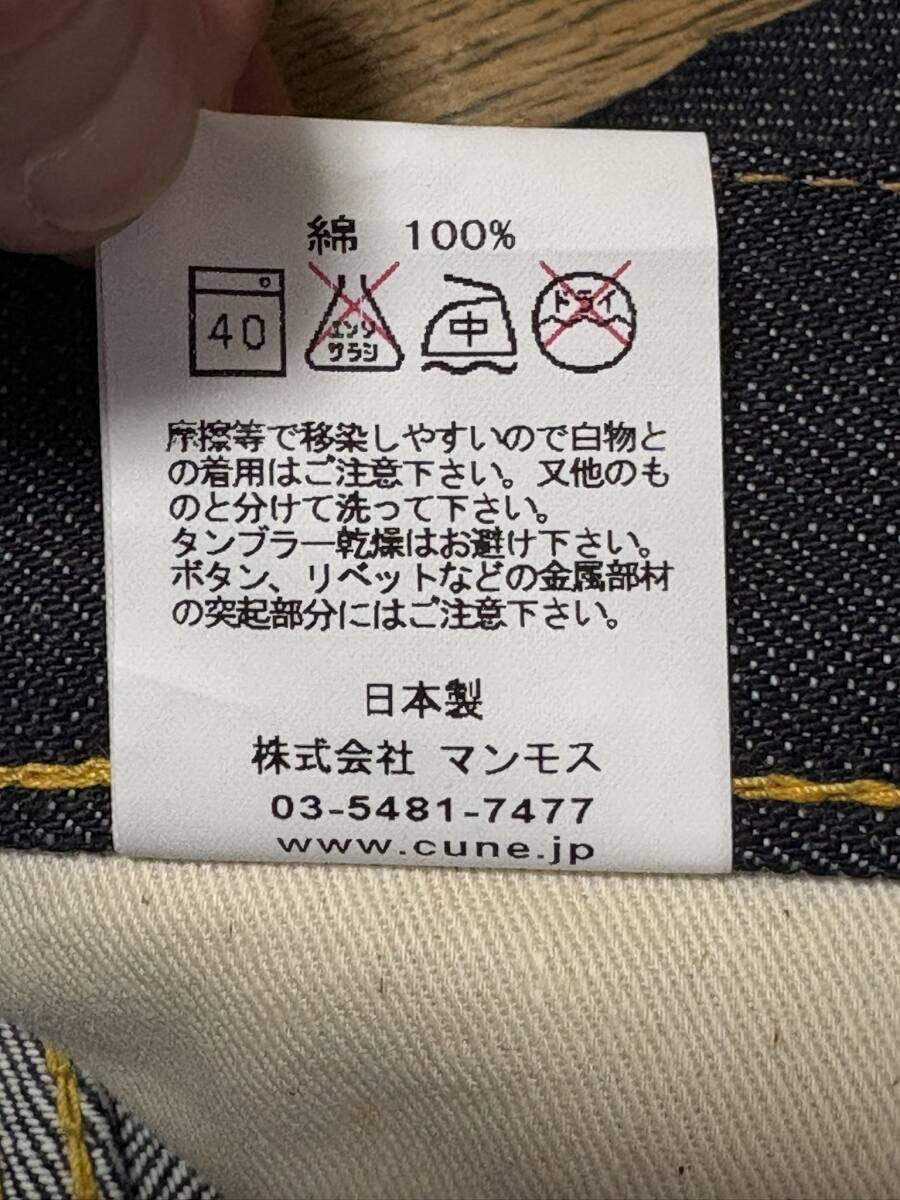 綿 100%
40
エンソ
サラシ
中
ドライ
摩擦等で移染しやすいので白物と
の着用はご注意下さい。又他のも
のと分けて洗って下さい。
タンブラー乾燥はお避け下さい。
ボタン、リベットなどの金属部材
の突起部分にはご注意下さい。
日本製
株式会社 マンモス
03-5481-7477
www.cune.jp